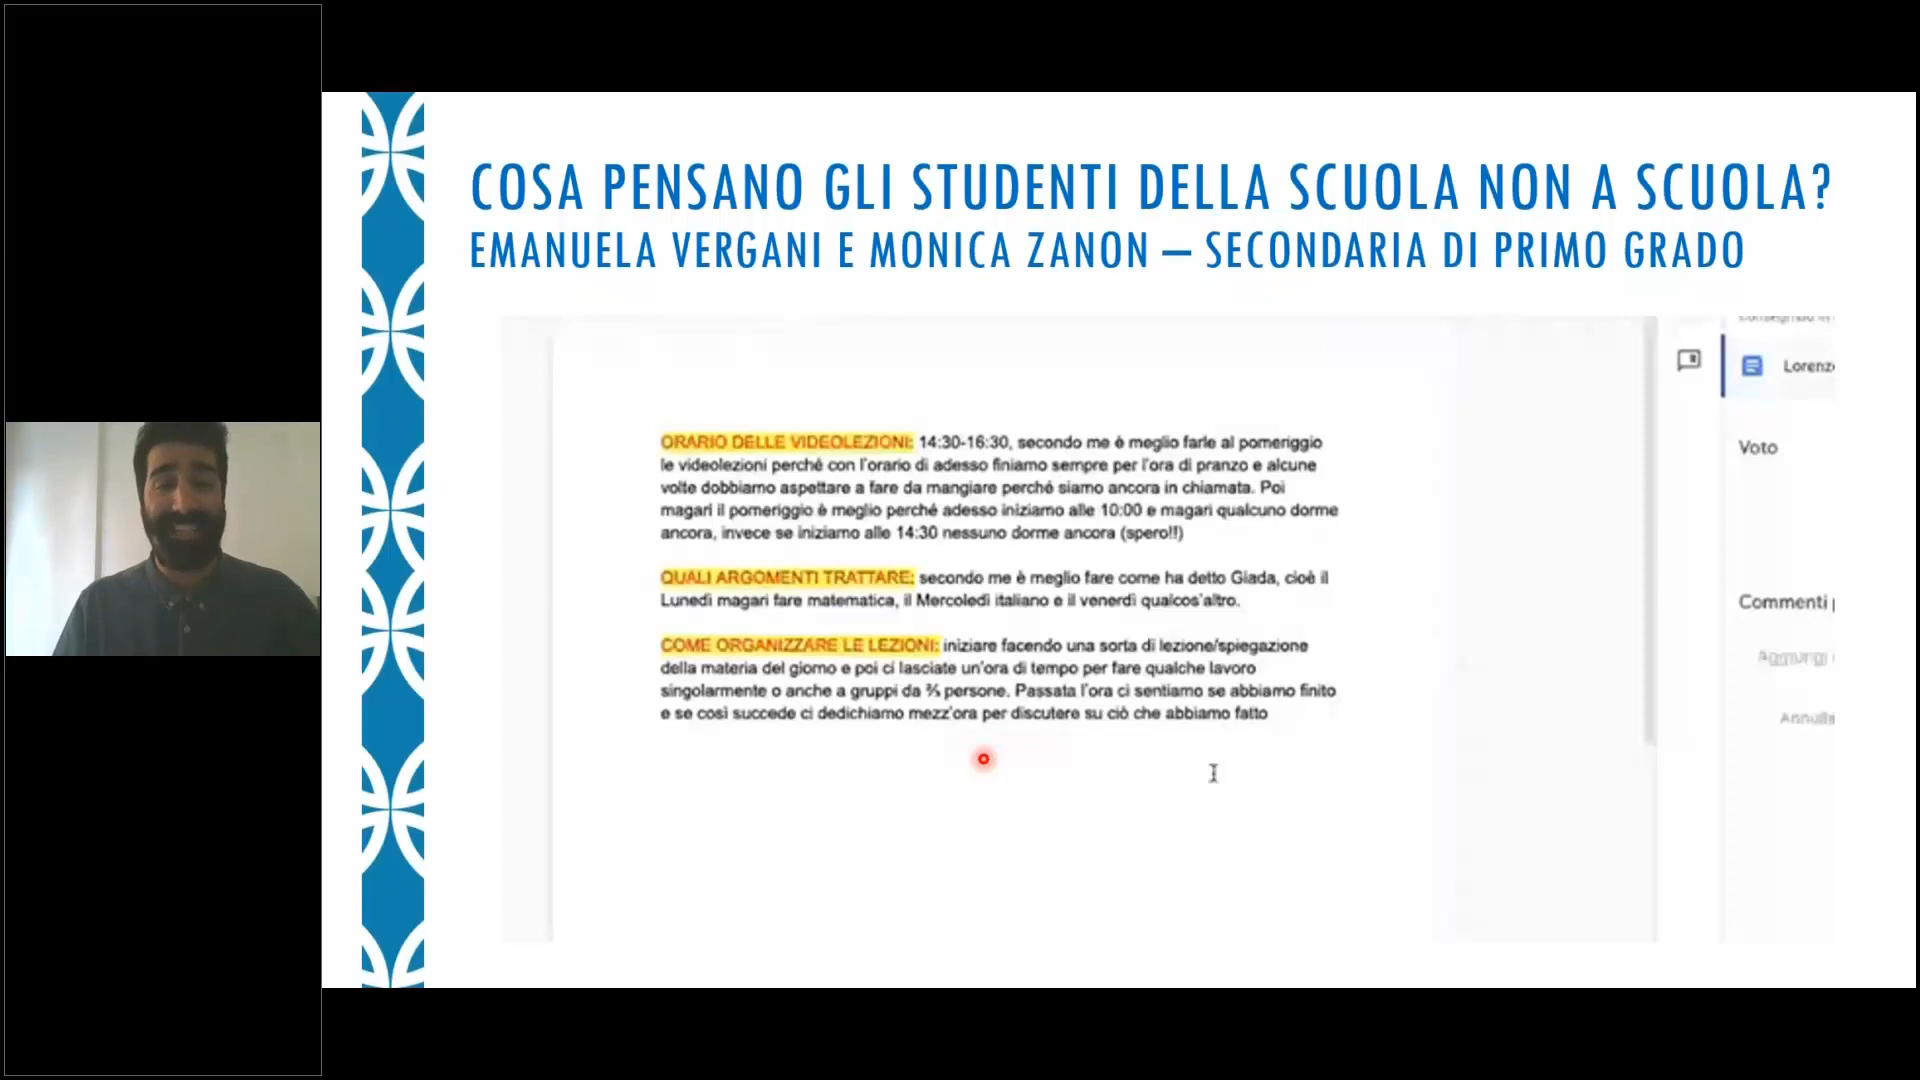 COSA PENSANO GLI STUDENTI DELLA SCUOLA NON A SCUOLA?
EMANUELA VERGANI E MONICA ZANON – SECONDARIA DI PRIMO GRADO
ORARIO DELLE VIDEOLEZIONI: 14:30-16:30, secondo me è meglio farle al pomeriggio
le videolezioni perché con l'orario di adesso finiamo sempre per l'ora di pranzo e alcune
volte dobbiamo aspettare a fare da mangiare perché siamo ancora in chiamata. Poi
magari il pomeriggio è meglio perché adesso iniziamo alle 10:00 e magari qualcuno dorme
ancora, invece se iniziamo alle 14:30 nessuno dorme ancora (spero!!)
QUALI ARGOMENTI TRATTARE: secondo me è meglio fare come ha detto Giada, cioè il
Lunedì magari fare matematica, il Mercoledì italiano e il venerdì qualcos'altro.
COME ORGANIZZARE LE LEZIONI: iniziare facendo una sorta di lezione/spiegazione
della materia del giorno e poi ci lasciate un'ora di tempo per fare qualche lavoro
singolarmente o anche a gruppi da persone. Passata l'ora ci sentiamo se abbiamo finito
e se così succede ci dedichiamo mezz'ora per discutere su ciò che abbiamo fatto
Lorenzo
Voto
Commenti p
Aggiungi
Annulla